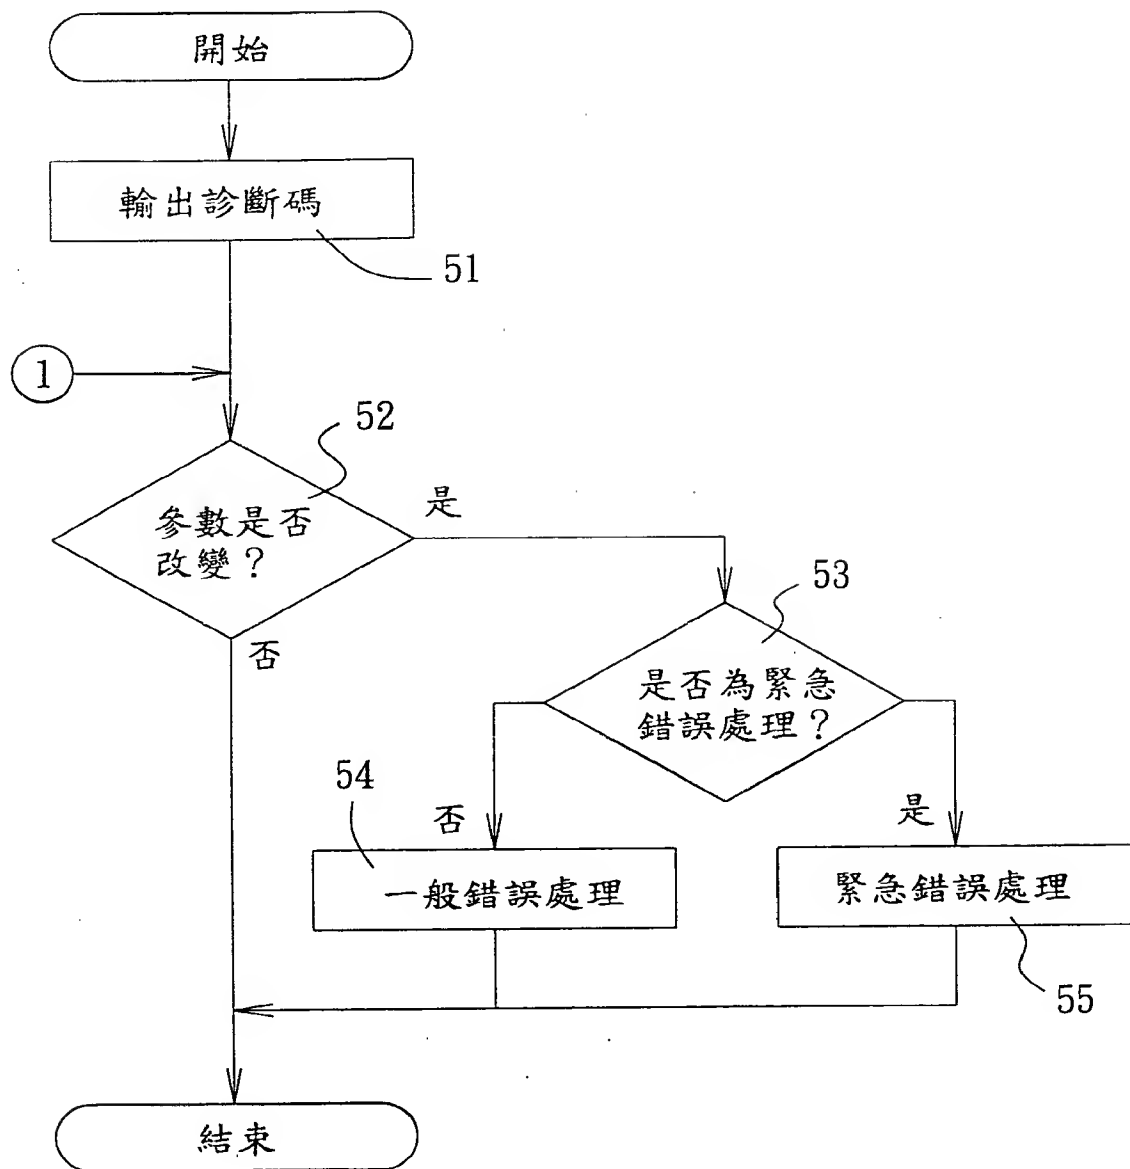 開始
輸出診斷碼
51
1
52
參數是否
改變？
是
否
53
是否為緊急
錯誤處理？
54
否
是
一般錯誤處理
緊急錯誤處理
55
結束